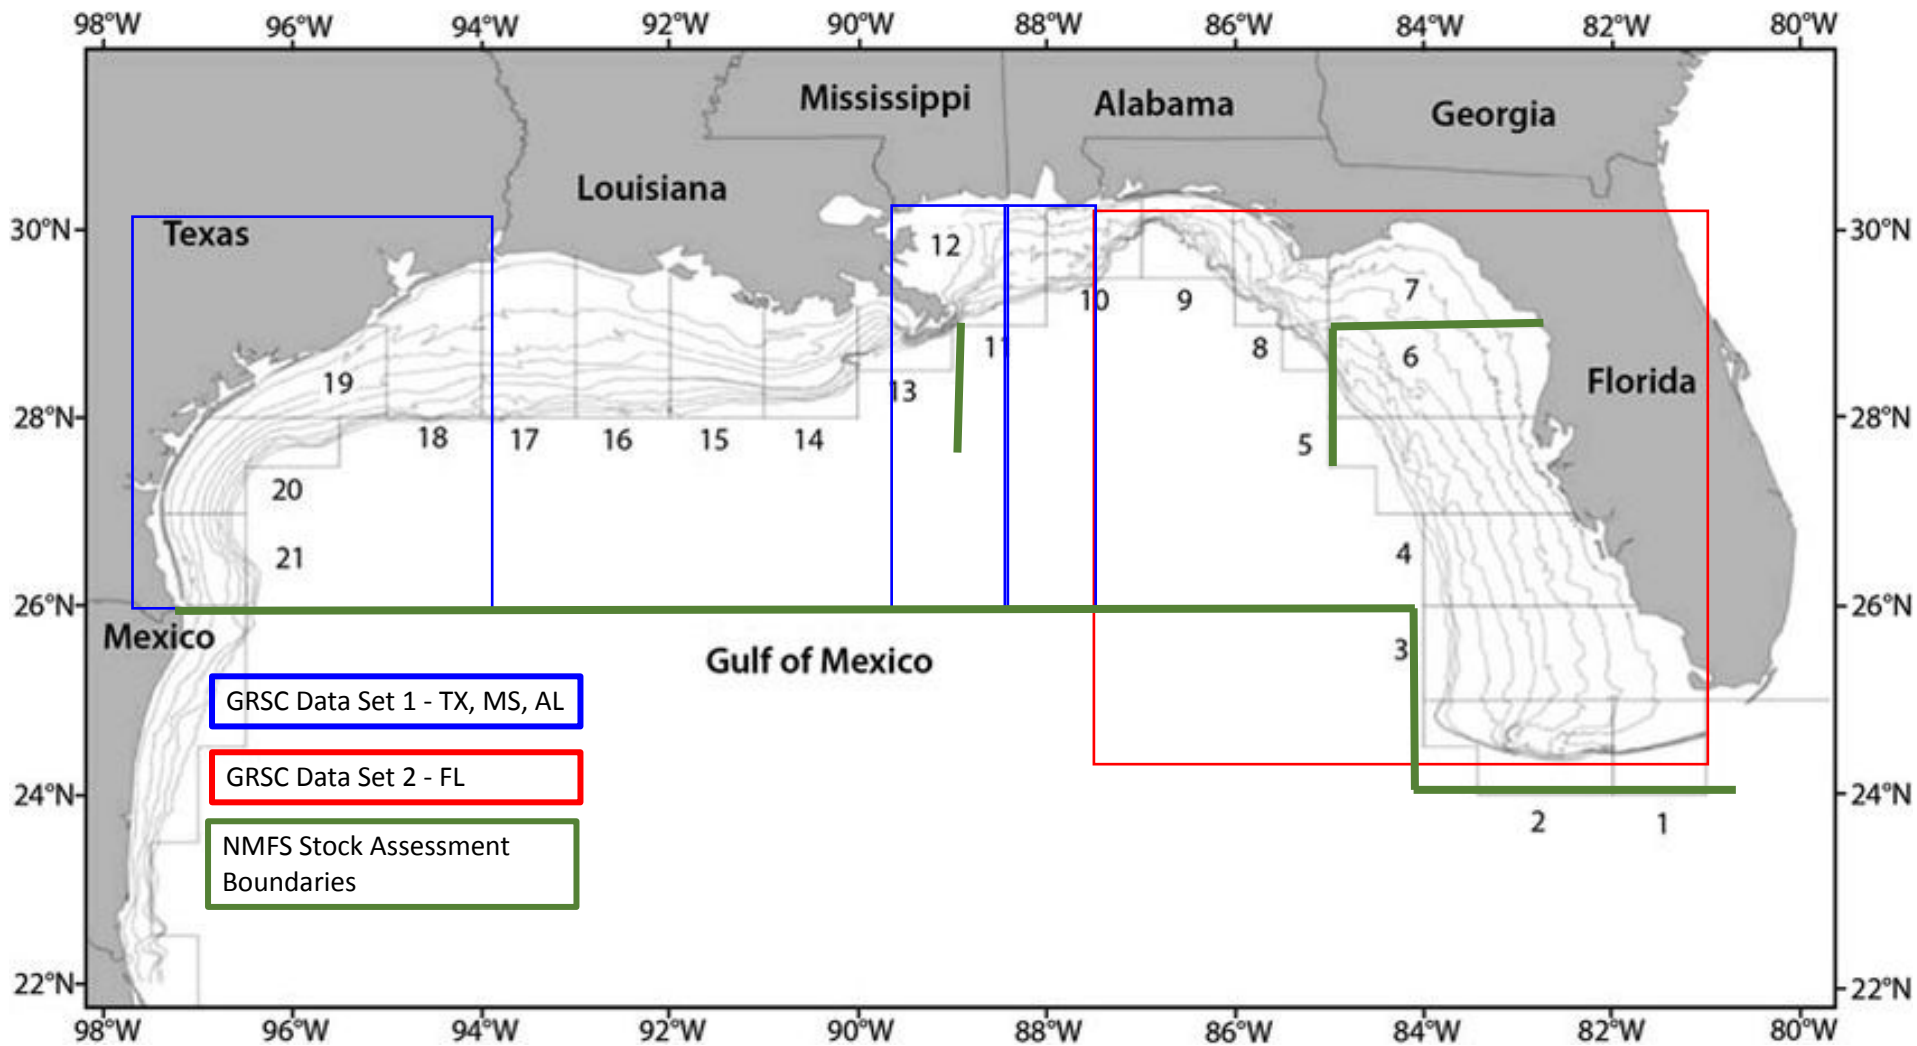 98°W 96°W 94°W 92°W 90°W 88°W 86°W 84°W 82°W 80°W
Mississippi
Alabama
Georgia
Louisiana
Texas
30°N
30°N
12
7
10
9
11
8
6
19
13
Florida
28°N
28°N
18
17
16
15
14
5
20
21
4
26°N
26°N
Mexico
3
Gulf of Mexico
GRSC Data Set 1 - TX, MS, AL
GRSC Data Set 2 - FL
24°N
24°N
2
1
NMFS Stock Assessment
Boundaries
22°N
22°N
98°W 96°W 94°W 92°W 90°W 88°W 86°W 84°W 82°W 80°W